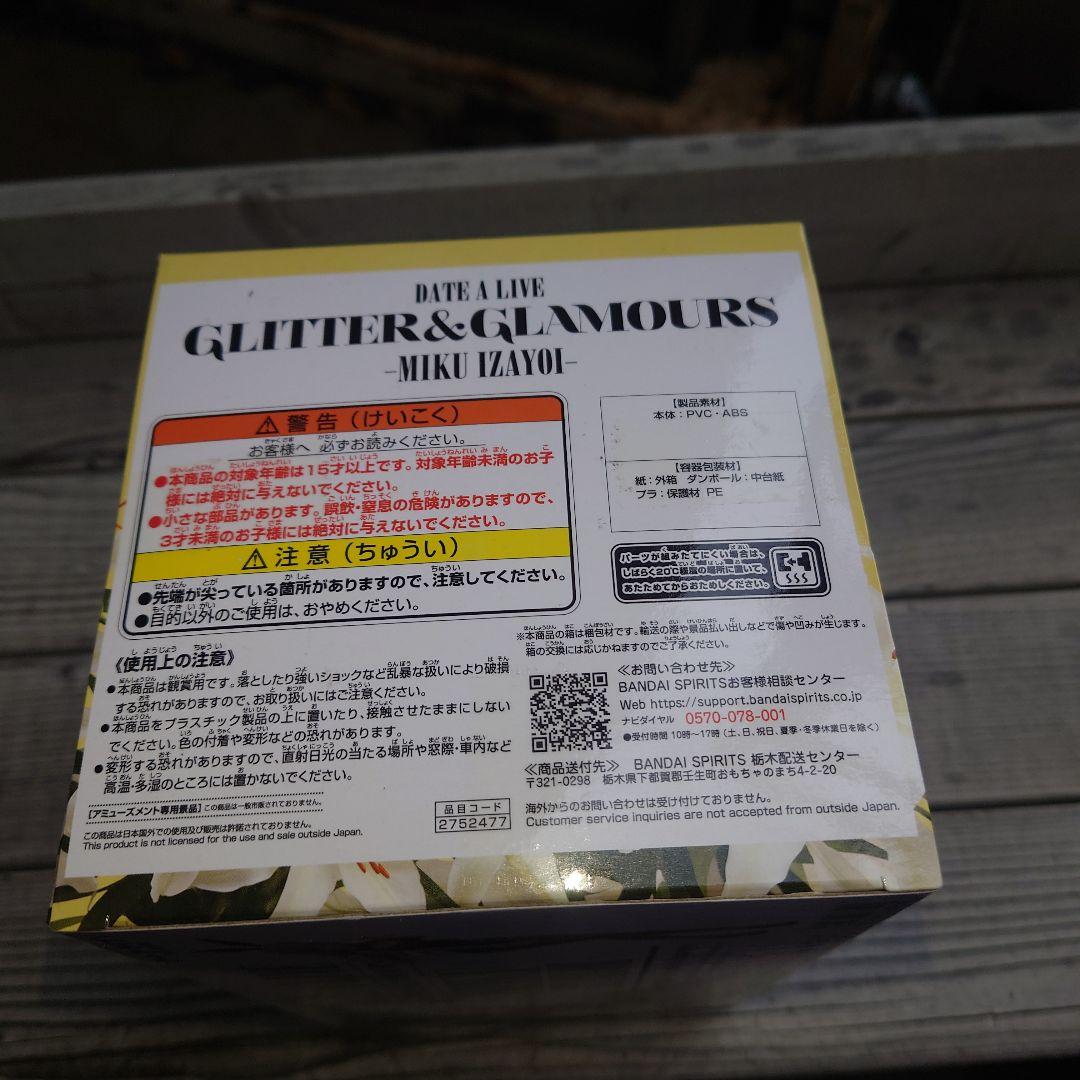 DATE A LIVE
GLITTER&GLAMOURS
-MIKU IZAYOI-
⚠警告(けいこく)
お客様へ 必ずお読みください。
●本商品の対象年齢は15才以上です。対象年齢未満のお子
様には絶対に与えないでください。
●小さな部品があります。誤飲・窒息の危険がありますので、
3才未満のお子様には絶対に与えないでください。
⚠注意(ちゅうい)
●先端が尖っている箇所がありますので、注意してください。
●目的以外のご使用は、おやめください。
【製品素材】
本体:PVC・ABS
【容器包装材】
紙:外箱 ダンボール:中台紙
プラ:保護材 PE
パーツが組みたてにくい場合は、
しばらく20℃程度の場所に置いて、
あたためてからおためしください。
※本商品の箱は梱包材です。輸送の際や景品払い出しなどで傷や凹みが生じます。
箱の交換には応じかねますのでご了承ください。
《使用上の注意》
●本商品は観賞用です。落としたり強いショックなど乱暴な扱いにより破損
する恐れがありますので、お取り扱いにはご注意ください。
●本商品をプラスチック製品の上に置いたり、接触させたままにしない
でください。色の付着や変形などの恐れがあります。
●変形する恐れがありますので、直射日光の当たる場所や窓際・車内など
高温・多湿のところには置かないでください。
≪お問い合わせ先≫
BANDAI SPIRITSお客様相談センター
Web https://support.bandaispirits.co.jp
ナビダイヤル 0570-078-001
●受付時間 10時~17時(土、日、祝日、夏季・冬季休業日を除く)
≪商品送付先≫ BANDAI SPIRITS 栃木配送センター
〒321-0298 栃木県下都賀郡壬生町おもちゃのまち4-2-20
【アミューズメント専用景品】この商品は一般市販されておりません。
この商品は日本国外での使用及び販売は許諾されておりません。
This product is not licensed for the use and sale outside Japan.
品目コード
2752477
海外からのお問い合わせは受け付けておりません。
Customer service inquiries are not accepted from outside Japan.